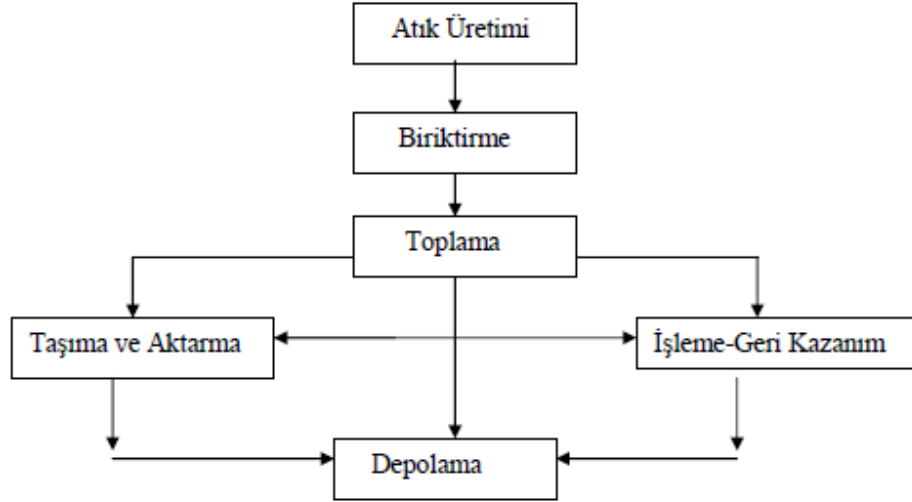 Atık Üretimi
Biriktirme
Toplama
Taşıma ve Aktarma
İşleme-Geri Kazanım
Depolama